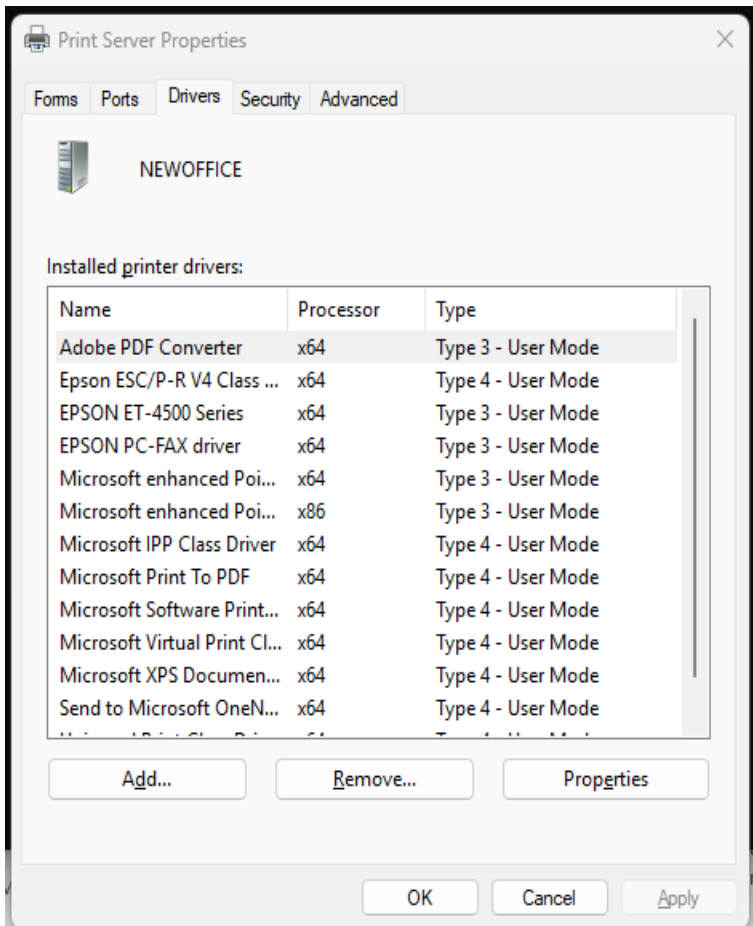 Print Server Properties
Forms Ports Drivers Security Advanced
NEWOFFICE
Installed printer drivers:
Name Processor Type
Adobe PDF Converter x64 Type 3 - User Mode
Epson ESC/P-R V4 Class ... x64 Type 4 - User Mode
EPSON ET-4500 Series x64 Type 3 - User Mode
EPSON PC-FAX driver x64 Type 3 - User Mode
Microsoft enhanced Poi... x64 Type 3 - User Mode
Microsoft enhanced Poi... x86 Type 3 - User Mode
Microsoft IPP Class Driver x64 Type 4 - User Mode
Microsoft Print To PDF x64 Type 4 - User Mode
Microsoft Software Print... x64 Type 4 - User Mode
Microsoft Virtual Print Cl... x64 Type 4 - User Mode
Microsoft XPS Documen... x64 Type 4 - User Mode
Send to Microsoft OneN... x64 Type 4 - User Mode
Add... Remove... Properties
OK Cancel Apply